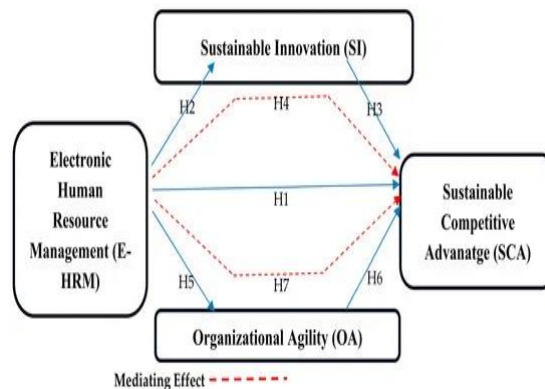 Sustainable Innovation (SI)
H2
H4
H3
Electronic
Human
Resource
Management (E-
HRM)
H1
Sustainable
Competitive
Advanatge (SCA)
H5
H7
H6
Organizational Agility (OA)
Mediating Effect